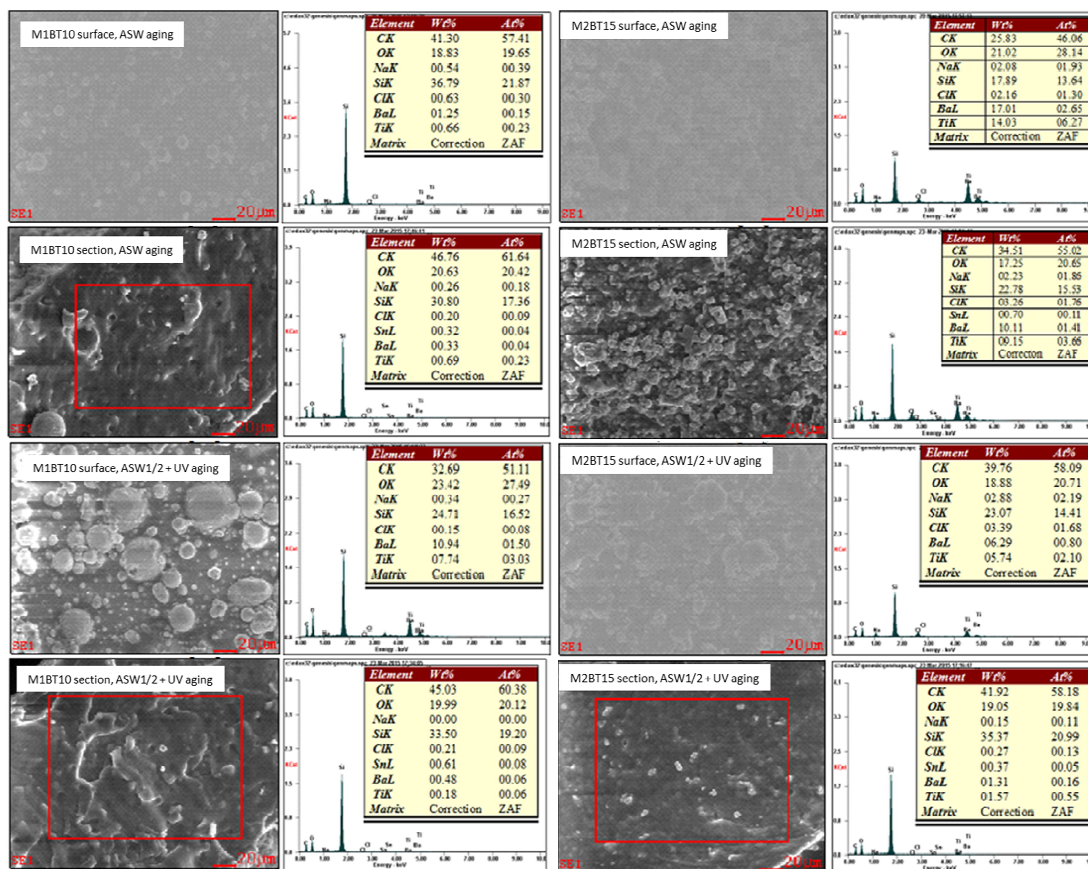 M1BT10 surface, ASW aging
SE1 20µm
Element Wt% At%
CK 41.30 57.41
OK 18.83 19.65
NaK 00.54 00.39
SiK 36.79 21.87
ClK 00.63 00.30
BaL 01.25 00.15
TiK 00.66 00.23
Matrix Correction ZAF
Energy - keV
M2BT15 surface, ASW aging
SE1 20µm
Element Wt% At%
CK 25.83 46.06
OK 21.02 28.14
NaK 02.08 01.93
SiK 17.89 13.64
ClK 02.16 01.30
BaL 17.01 02.65
TiK 14.03 06.27
Matrix Correction ZAF
Energy - keV
M1BT10 section, ASW aging
SE1 20µm
Element Wt% At%
CK 46.76 61.64
OK 20.63 20.42
NaK 00.26 00.18
SiK 30.80 17.36
ClK 00.20 00.09
SnL 00.32 00.04
BaL 00.33 00.04
TiK 00.69 00.23
Matrix Correction ZAF
Energy - keV
M2BT15 section, ASW aging
SE1 20µm
Element Wt% At%
CK 34.51 55.02
OK 17.25 20.65
NaK 02.23 01.85
SiK 22.78 15.53
ClK 03.26 01.76
SnL 00.70 00.11
BaL 10.11 01.41
TiK 09.15 03.66
Matrix Correcton ZAF
Energy - keV
M1BT10 surface, ASW1/2 + UV aging
SE1 20µm
Element Wt% At%
CK 32.69 51.11
OK 23.42 27.49
NaK 00.34 00.27
SiK 24.71 16.52
ClK 00.15 00.08
BaL 10.94 01.50
TiK 07.74 03.03
Matrix Correction ZAF
Energy - keV
M2BT15 surface, ASW1/2 + UV aging
SE1 20µm
Element Wt% At%
CK 39.76 58.09
OK 18.88 20.71
NaK 02.88 02.19
SiK 23.07 14.41
ClK 03.39 01.68
BaL 06.29 00.80
TiK 05.74 02.10
Matrix Correction ZAF
Energy - keV
M1BT10 section, ASW1/2 + UV aging
SE1 20µm
Element Wt% At%
CK 45.03 60.38
OK 19.99 20.12
NaK 00.00 00.00
SiK 33.50 19.20
ClK 00.21 00.09
SnL 00.61 00.08
BaL 00.48 00.06
TiK 00.18 00.06
Matrix Correction ZAF
Energy - keV
M2BT15 section, ASW1/2 + UV aging
SE1 20µm
Element Wt% At%
CK 41.92 58.18
OK 19.05 19.84
NaK 00.15 00.11
SiK 35.37 20.99
ClK 00.27 00.13
SnL 00.37 00.05
BaL 01.31 00.16
TiK 01.57 00.55
Matrix Correction ZAF
Energy - keV